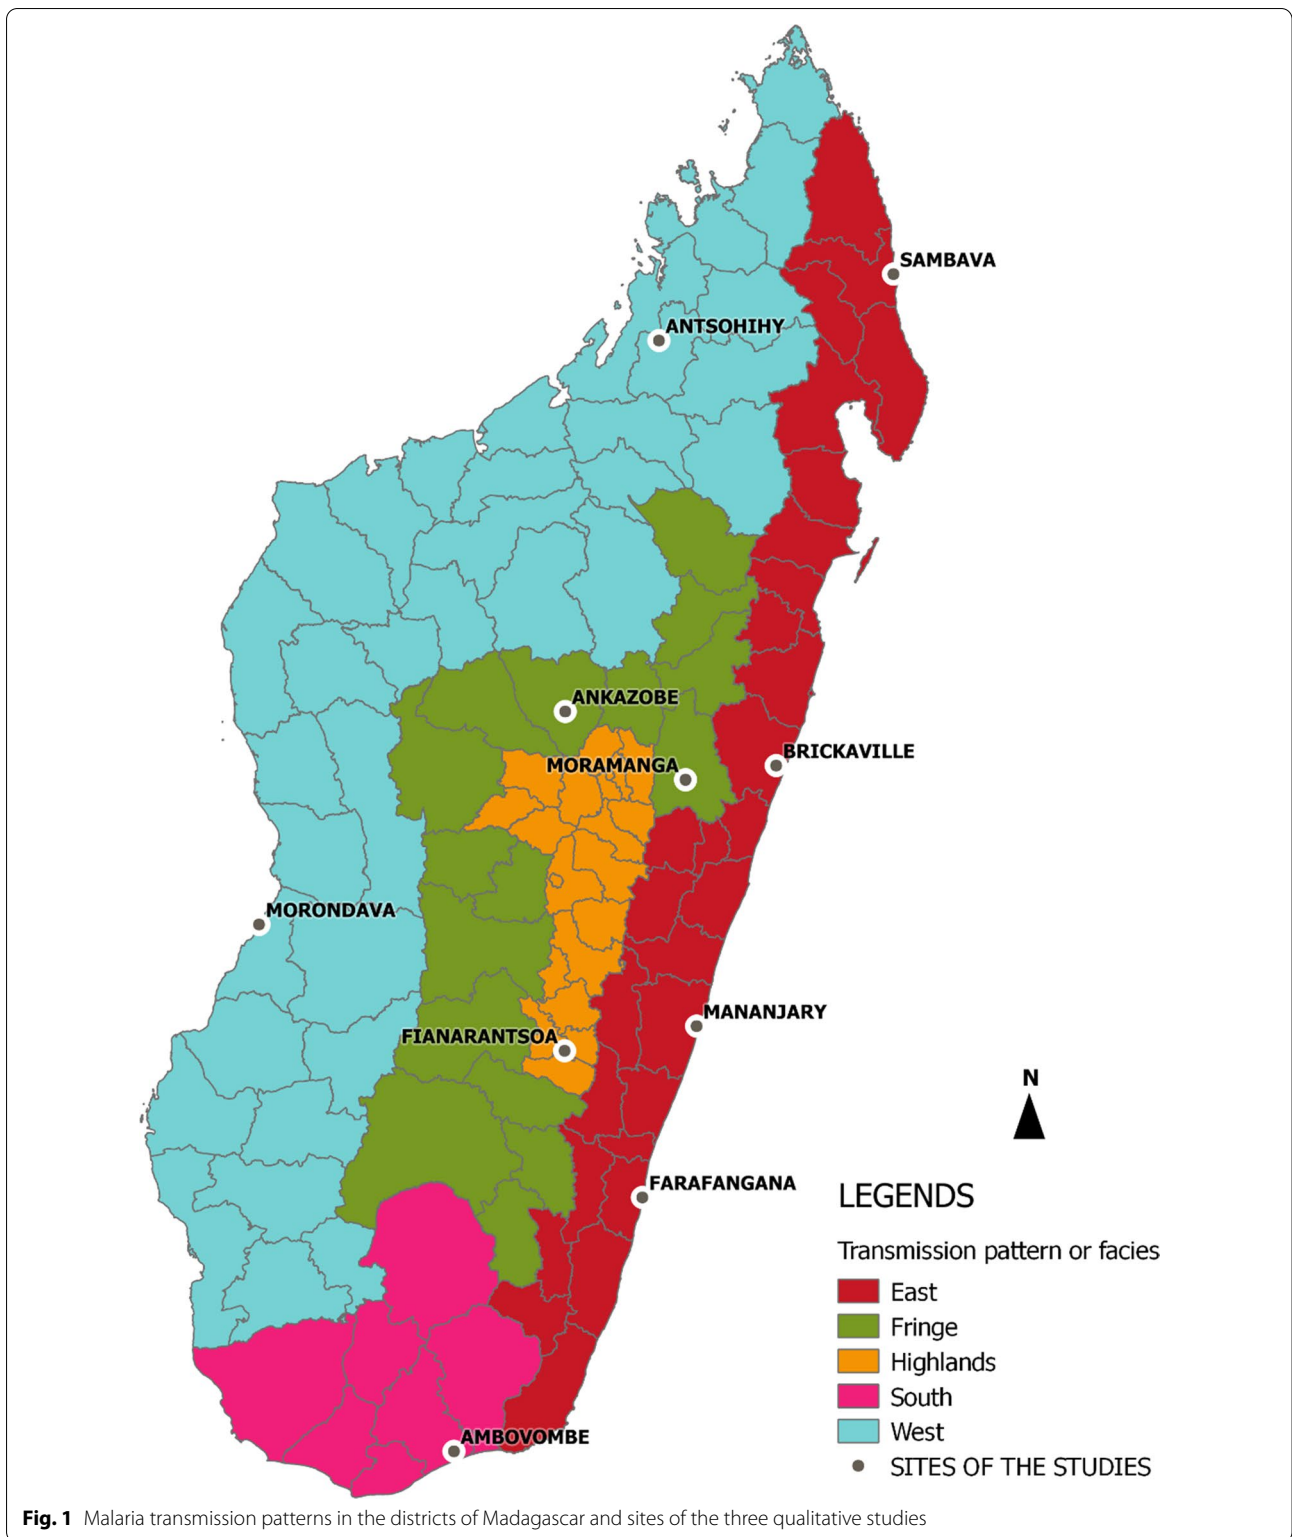 SAMBAVA
ANTSOHIHY
ANKAZOBE
BRICKAVILLE
MORAMANGA
MORONDAVA
MANANJARY
FIANARANTSOA
N
FARAFANGANA
LEGENDS
Transmission pattern or facies
East
Fringe
Highlands
South
West
AMBOVOMBE
SITES OF THE STUDIES
Fig. 1 Malaria transmission patterns in the districts of Madagascar and sites of the three qualitative studies